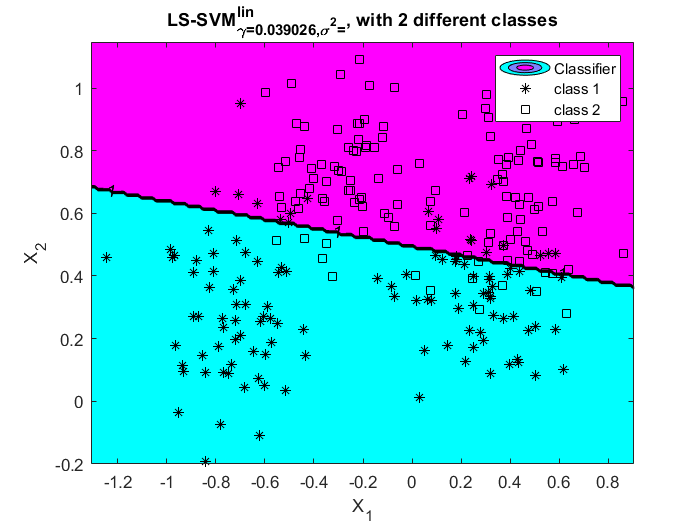 LS-SVM^lin_γ=0.039026,σ²=, with 2 different classes
Classifier
class 1
class 2
1
0.8
0.6
0.4
0.2
0
-0.2
X_2
-1.2 -1 -0.8 -0.6 -0.4 -0.2 0 0.2 0.4 0.6 0.8
X_1